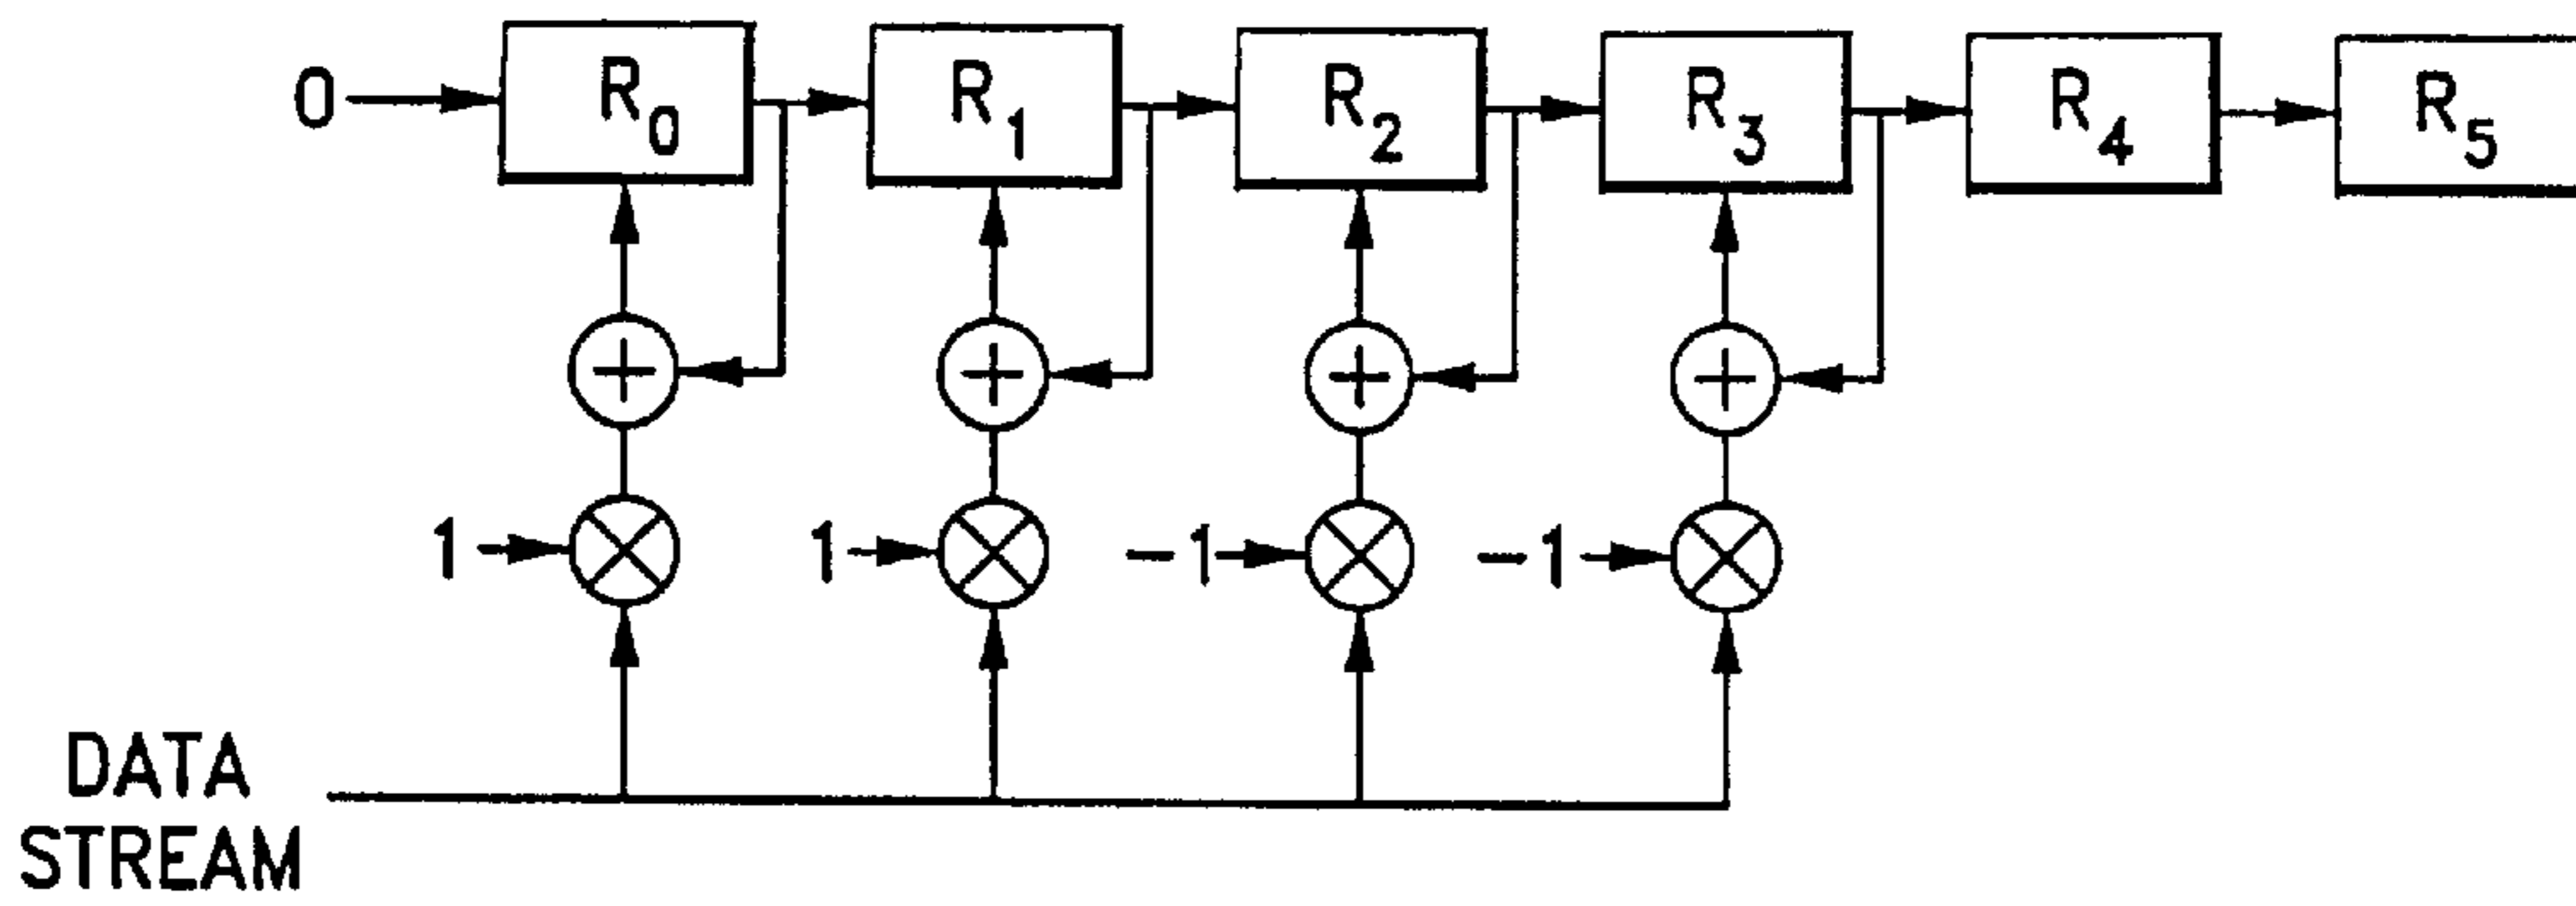 0 R0 R1 R2 R3 R4 R5
+ + + +
1 1 -1 -1
DATA
STREAM